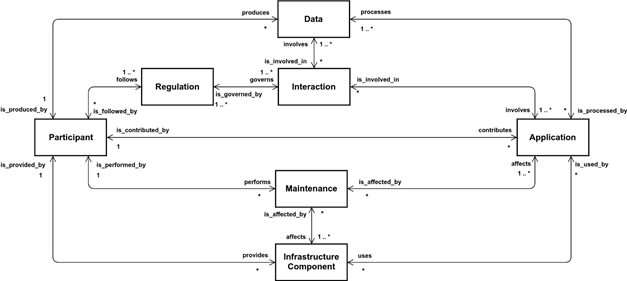 produces
Data
processes
*
1 .. *
involves
1 .. *
is_involved_in
1 .. *
*
follows
1 .. *
governs
Regulation
Interaction
is_involved_in
*
is_governed_by
1 .. *
1
*
involves
1 .. *
*
is_produced_by
is_followed_by
is_processed_by
Participant
is_contributed_by
1
contributes
*
Application
is_provided_by
1
is_performed_by
1
affects
1 .. *
is_used_by
*
performs
*
Maintenance
is_affected_by
*
is_affected_by
*
affects
1 .. *
provides
*
Infrastructure
Component
uses
*